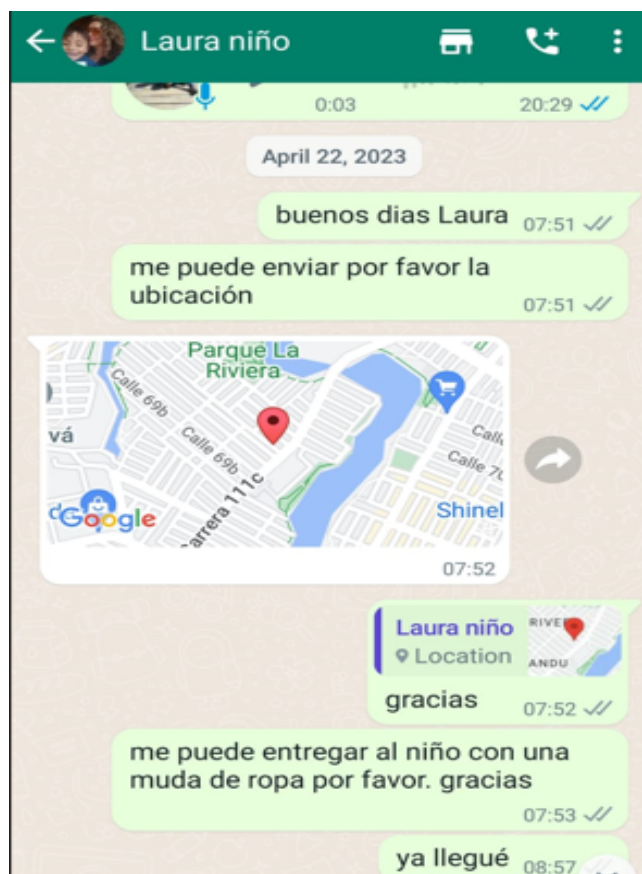 Laura niño
0:03
20:29
April 22, 2023
buenos dias Laura 07:51
me puede enviar por favor la
ubicación
07:51
Parque La
Riviera
Calle 69b
vá
Calle 69b
Carrera 111c
Calle 70
Google
Shinel
07:52
Laura niño
Location
RIVE
ANDU
gracias 07:52
me puede entregar al niño con una
muda de ropa por favor. gracias
07:53
ya llegué 08:57